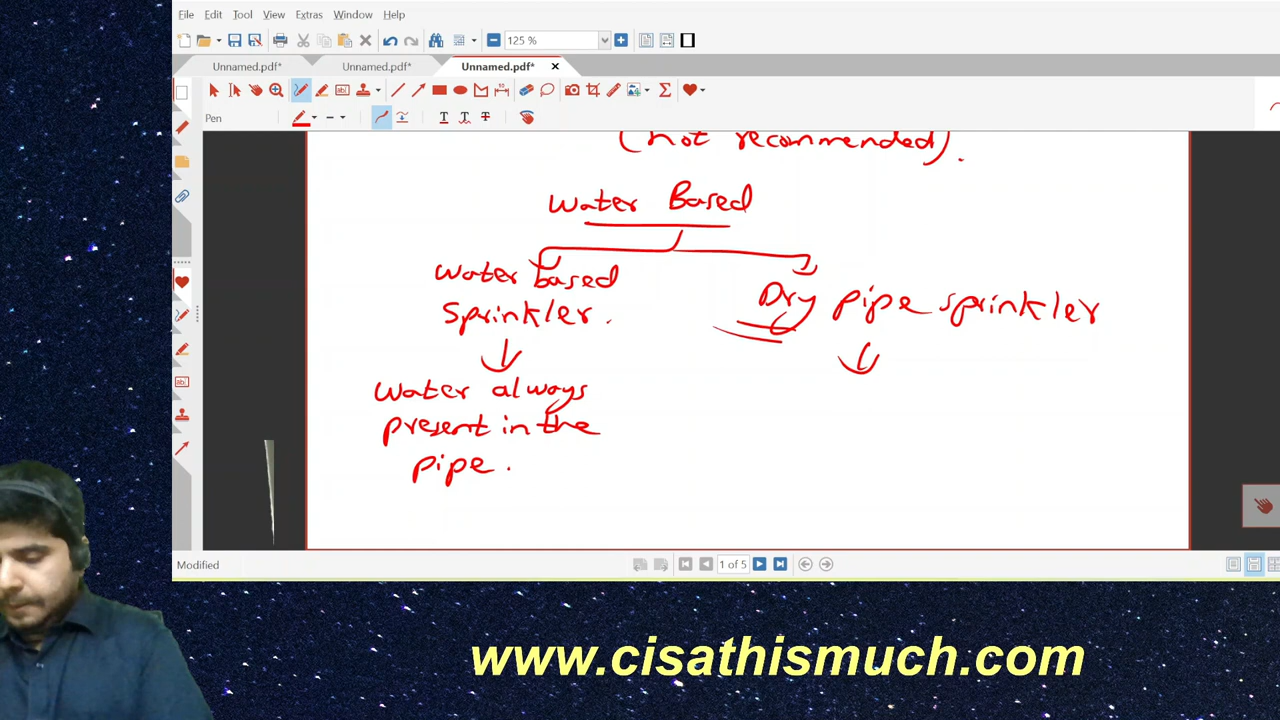 File Edit Tool View Extras Window Help
125 %
Unnamed.pdf* Unnamed.pdf* Unnamed.pdf*
Pen
(not recommended).
Water Based
Water based
Sprinkler.
Dry pipe sprinkler
Water always
present in the
pipe.
Modified
1 of 5
www.cisathismuch.com